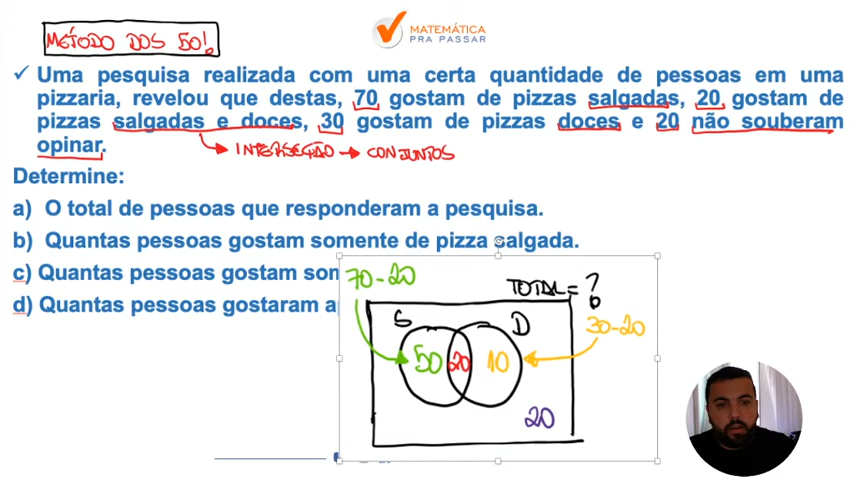 MÉTODO DOS 50!
MATEMÁTICA
PRA PASSAR
✓ Uma pesquisa realizada com uma certa quantidade de pessoas em uma
pizzaria, revelou que destas, 70 gostam de pizzas salgadas, 20 gostam de
pizzas salgadas e doces, 30 gostam de pizzas doces e 20 não souberam
opinar.
INTERSEÇÃO → CONJUNTOS
Determine:
a) O total de pessoas que responderam a pesquisa.
b) Quantas pessoas gostam somente de pizza salgada.
c) Quantas pessoas gostam som
d) Quantas pessoas gostaram a
70-20
TOTAL = ?
S D
30-20
50 20 10
20